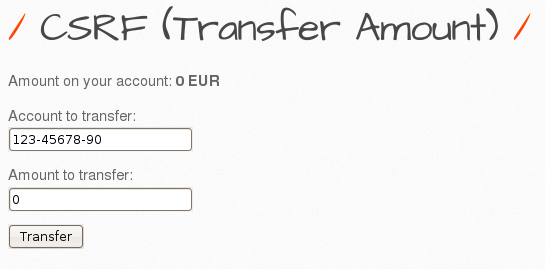 / CSRF (Transfer Amount) /
Amount on your account: 0 EUR
Account to transfer:
123-45678-90
Amount to transfer:
0
Transfer